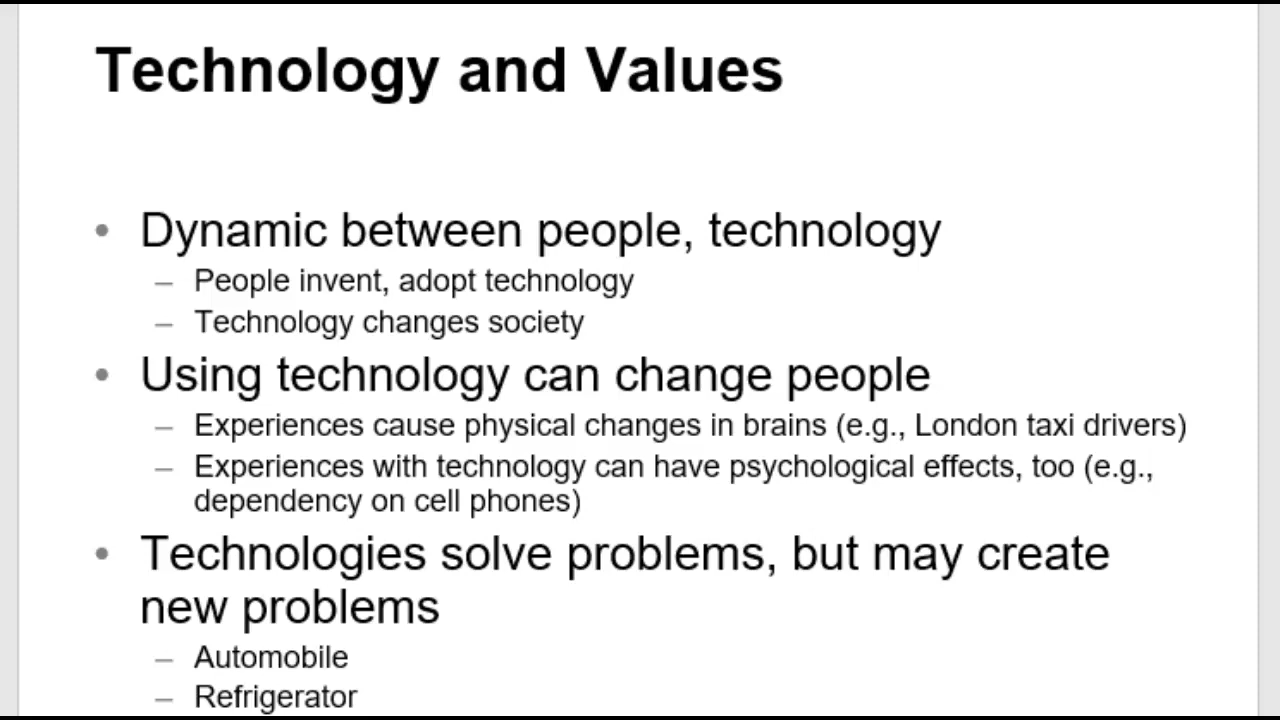 Technology and Values
• Dynamic between people, technology
– People invent, adopt technology
– Technology changes society
• Using technology can change people
– Experiences cause physical changes in brains (e.g., London taxi drivers)
– Experiences with technology can have psychological effects, too (e.g.,
dependency on cell phones)
• Technologies solve problems, but may create
new problems
– Automobile
– Refrigerator